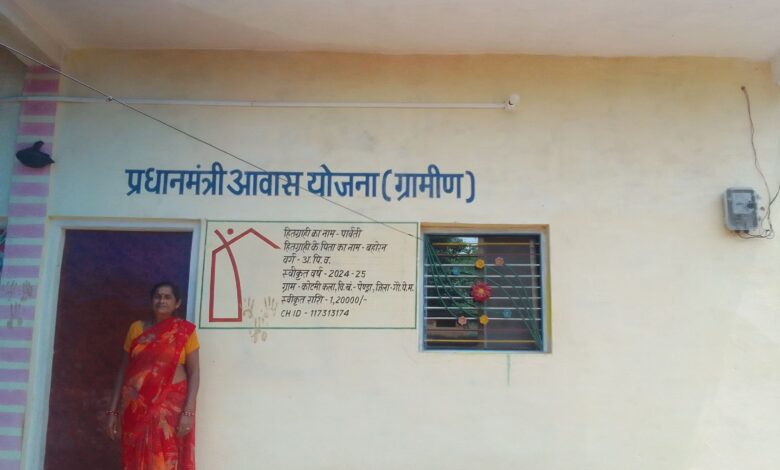 प्रधानमंत्री आवास योजना (ग्रामीण)
हितग्राही का नाम - पार्वती
हितग्राही के पिता का नाम - बहोरन
वर्ग - अ.पि.व.
स्वीकृत वर्ष - 2024-25
ग्राम - कोटमी कला, वि.खं.- पेण्ड्रा, जिला- गौ.पे.म.
स्वीकृत राशि - 1,20000/-
CH ID - 117313174